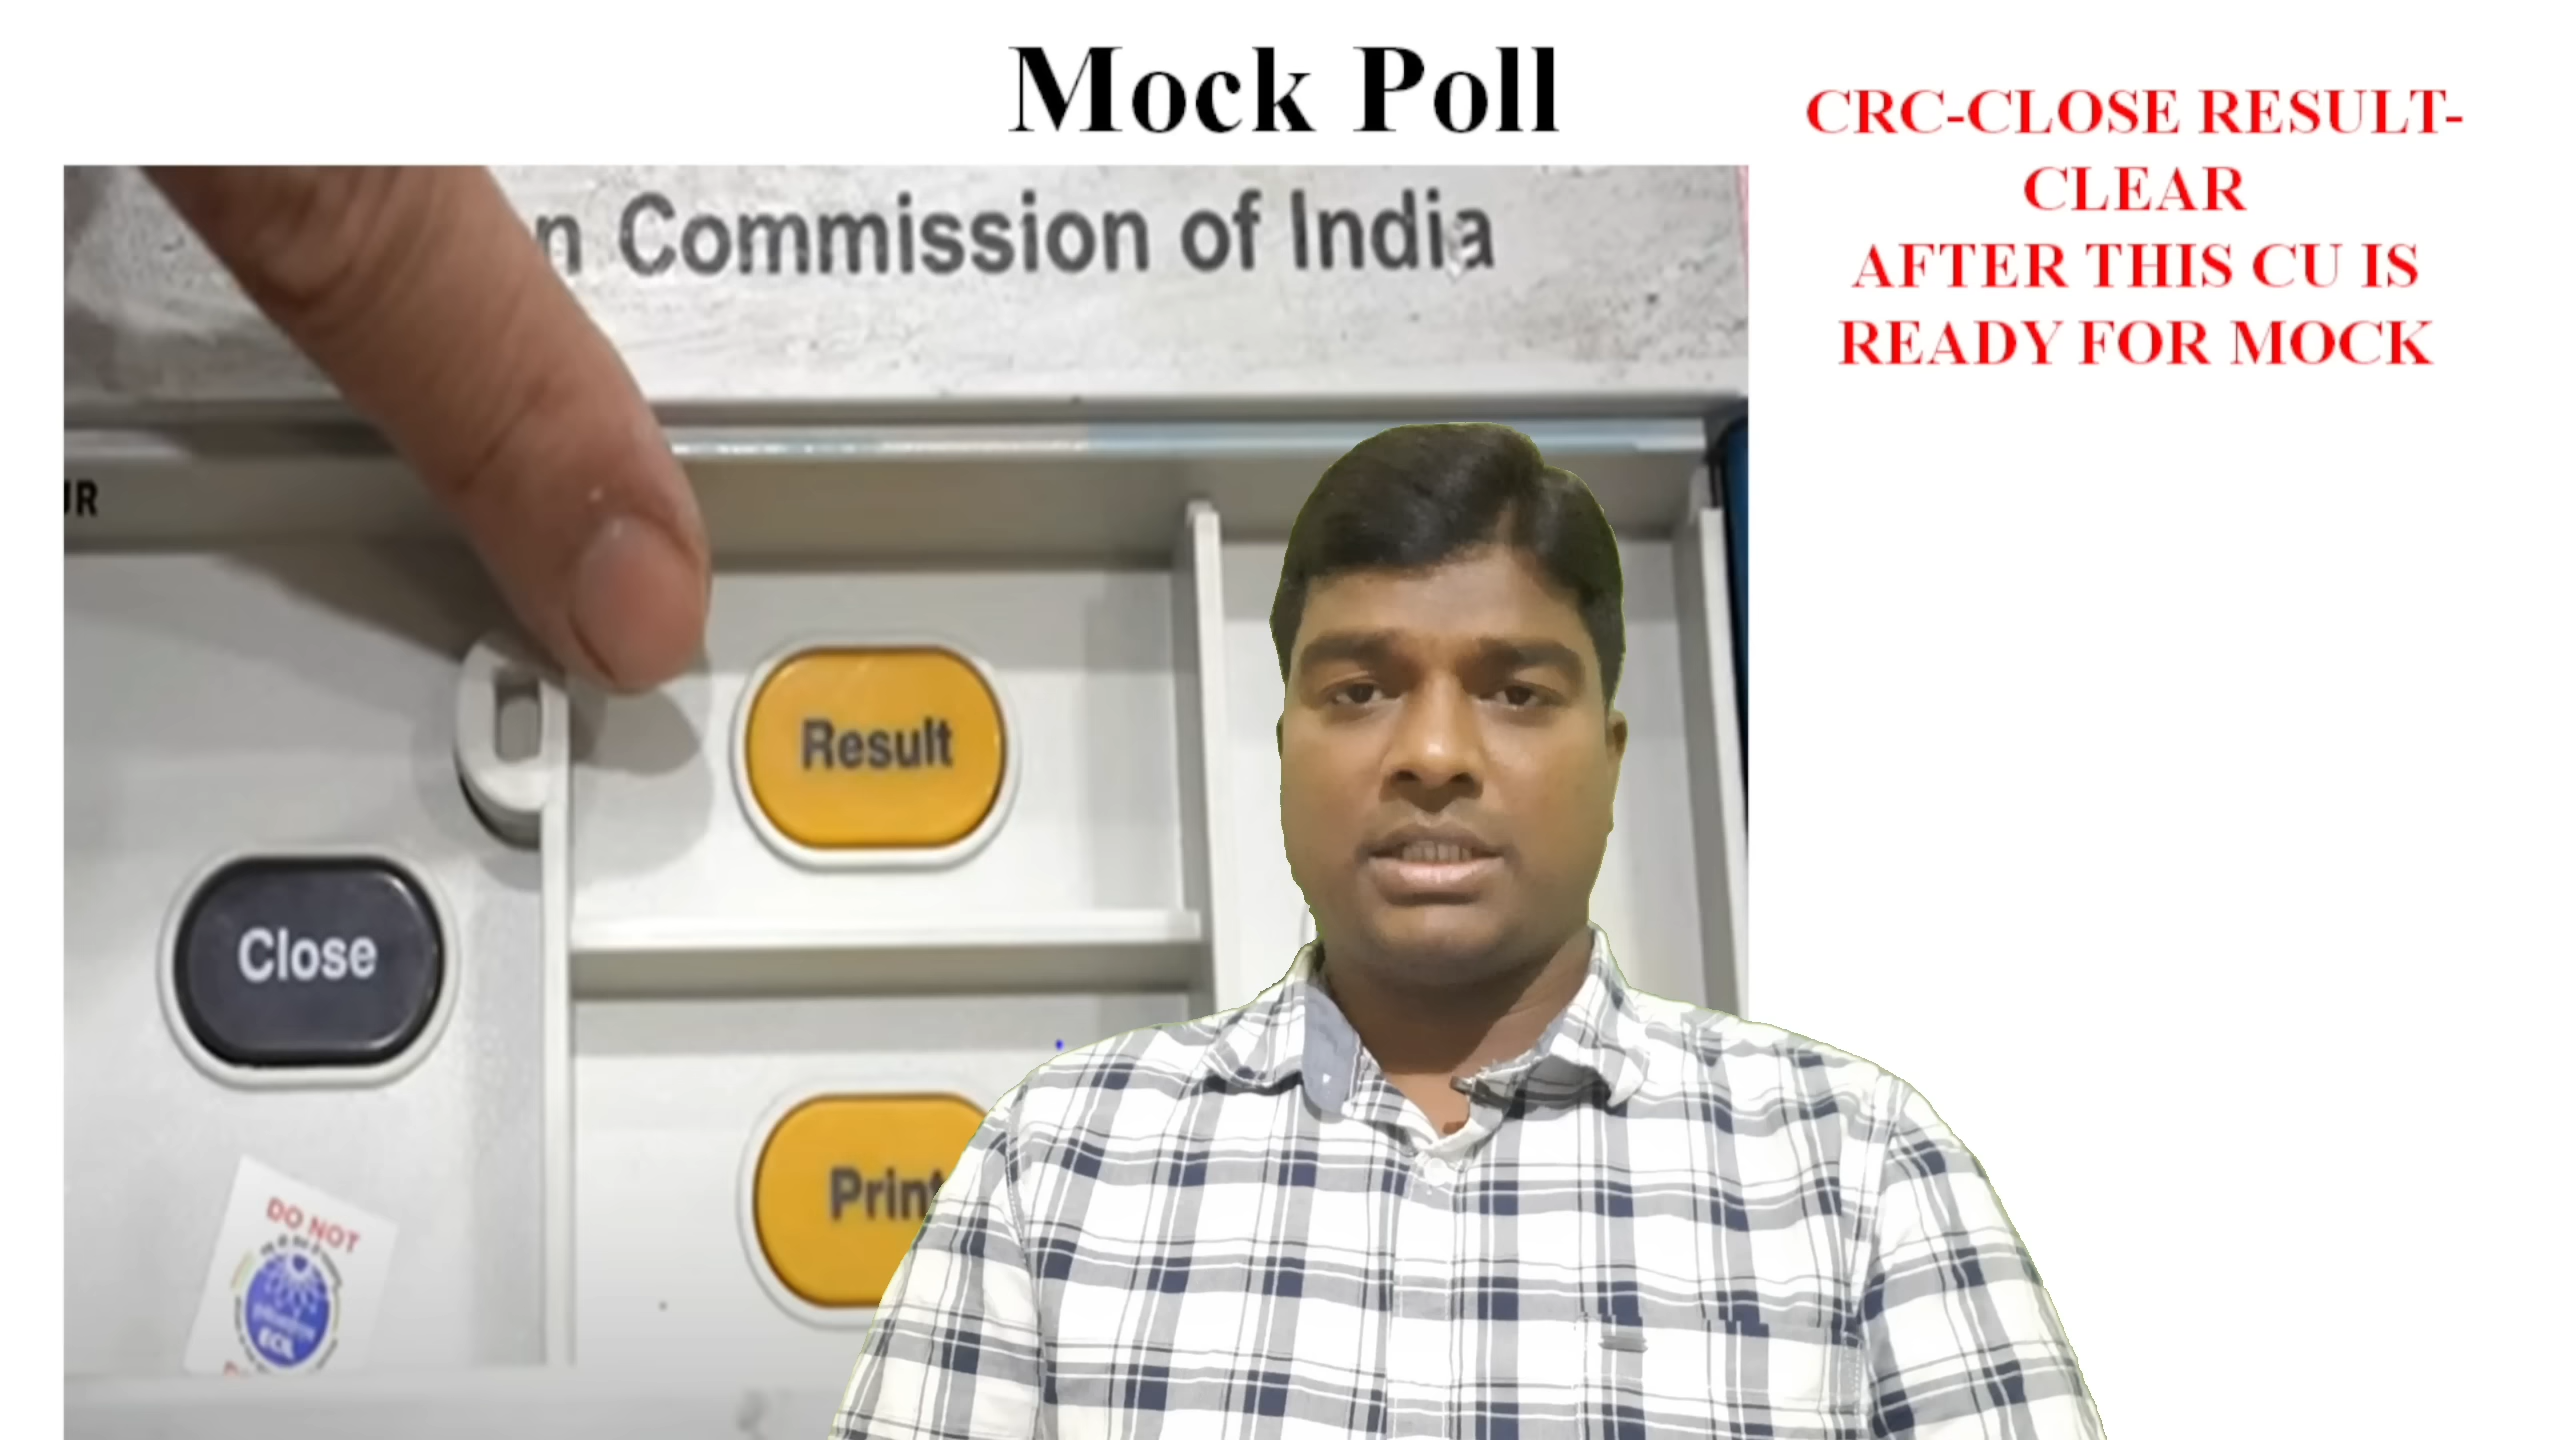 Mock Poll
CRC-CLOSE RESULT-
CLEAR
AFTER THIS CU IS
READY FOR MOCK
n Commission of India
UR
Result
Close
Print
DO NOT